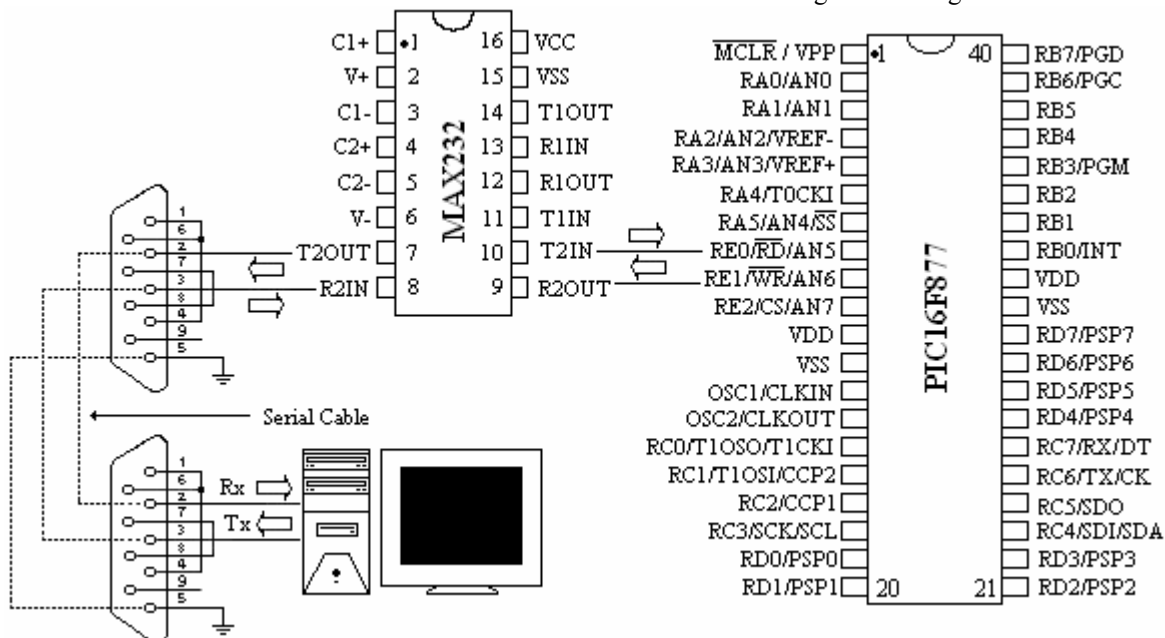 C1+ 1 16 VCC
V+ 2 15 VSS
C1- 3 14 T1OUT
C2+ 4 13 R1IN
C2- 5 12 R1OUT
V- 6 11 T1IN
T2OUT 7 10 T2IN
R2IN 8 9 R2OUT
MAX232
MCLR / VPP 1 40 RB7/PGD
RA0/AN0 RB6/PGC
RA1/AN1 RB5
RA2/AN2/VREF- RB4
RA3/AN3/VREF+ RB3/PGM
RA4/T0CKI RB2
RA5/AN4/SS RB1
RE0/RD/AN5 RB0/INT
RE1/WR/AN6 VDD
RE2/CS/AN7 VSS
VDD RD7/PSP7
VSS RD6/PSP6
OSC1/CLKIN RD5/PSP5
OSC2/CLKOUT RD4/PSP4
RC0/T1OSO/T1CKI RC7/RX/DT
RC1/T1OSI/CCP2 RC6/TX/CK
RC2/CCP1 RC5/SDO
RC3/SCK/SCL RC4/SDI/SDA
RD0/PSP0 RD3/PSP3
RD1/PSP1 20 21 RD2/PSP2
PIC16F877
1
6
2
7
3
8
4
9
5
Serial Cable
1
6
2
7
3
8
4
9
5
Rx
Tx